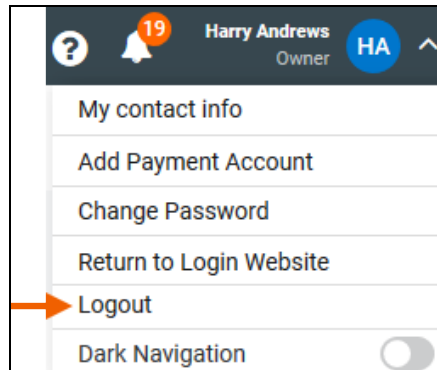 ? 19 Harry Andrews HA
Owner
My contact info
Add Payment Account
Change Password
Return to Login Website
Logout
Dark Navigation